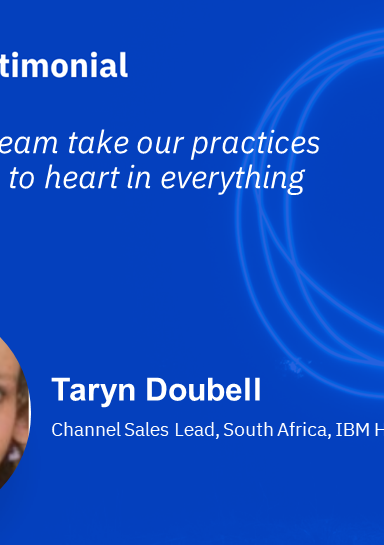 timonial
eam take our practices
to heart in everything
Taryn Doubell
Channel Sales Lead, South Africa, IBM H